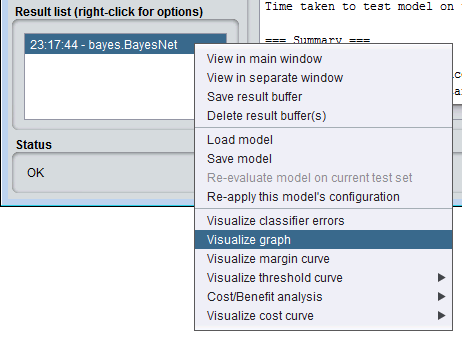 Result list (right-click for options)
Time taken to test model on
=== Summary ===
23:17:44 - bayes.BayesNet
View in main window
View in separate window
Save result buffer
Delete result buffer(s)
Load model
Save model
Re-evaluate model on current test set
Re-apply this model's configuration
Status
OK
Visualize classifier errors
Visualize graph
Visualize margin curve
Visualize threshold curve
Cost/Benefit analysis
Visualize cost curve